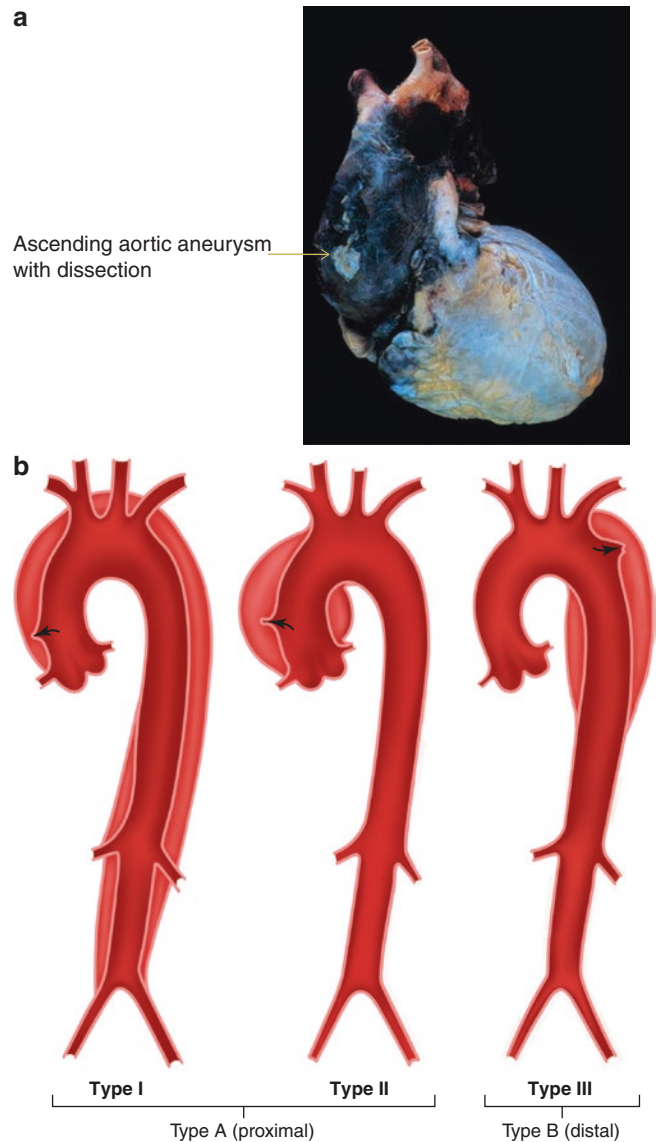 a
Ascending aortic aneurysm
with dissection
b
Type I
Type II
Type III
Type A (proximal)
Type B (distal)